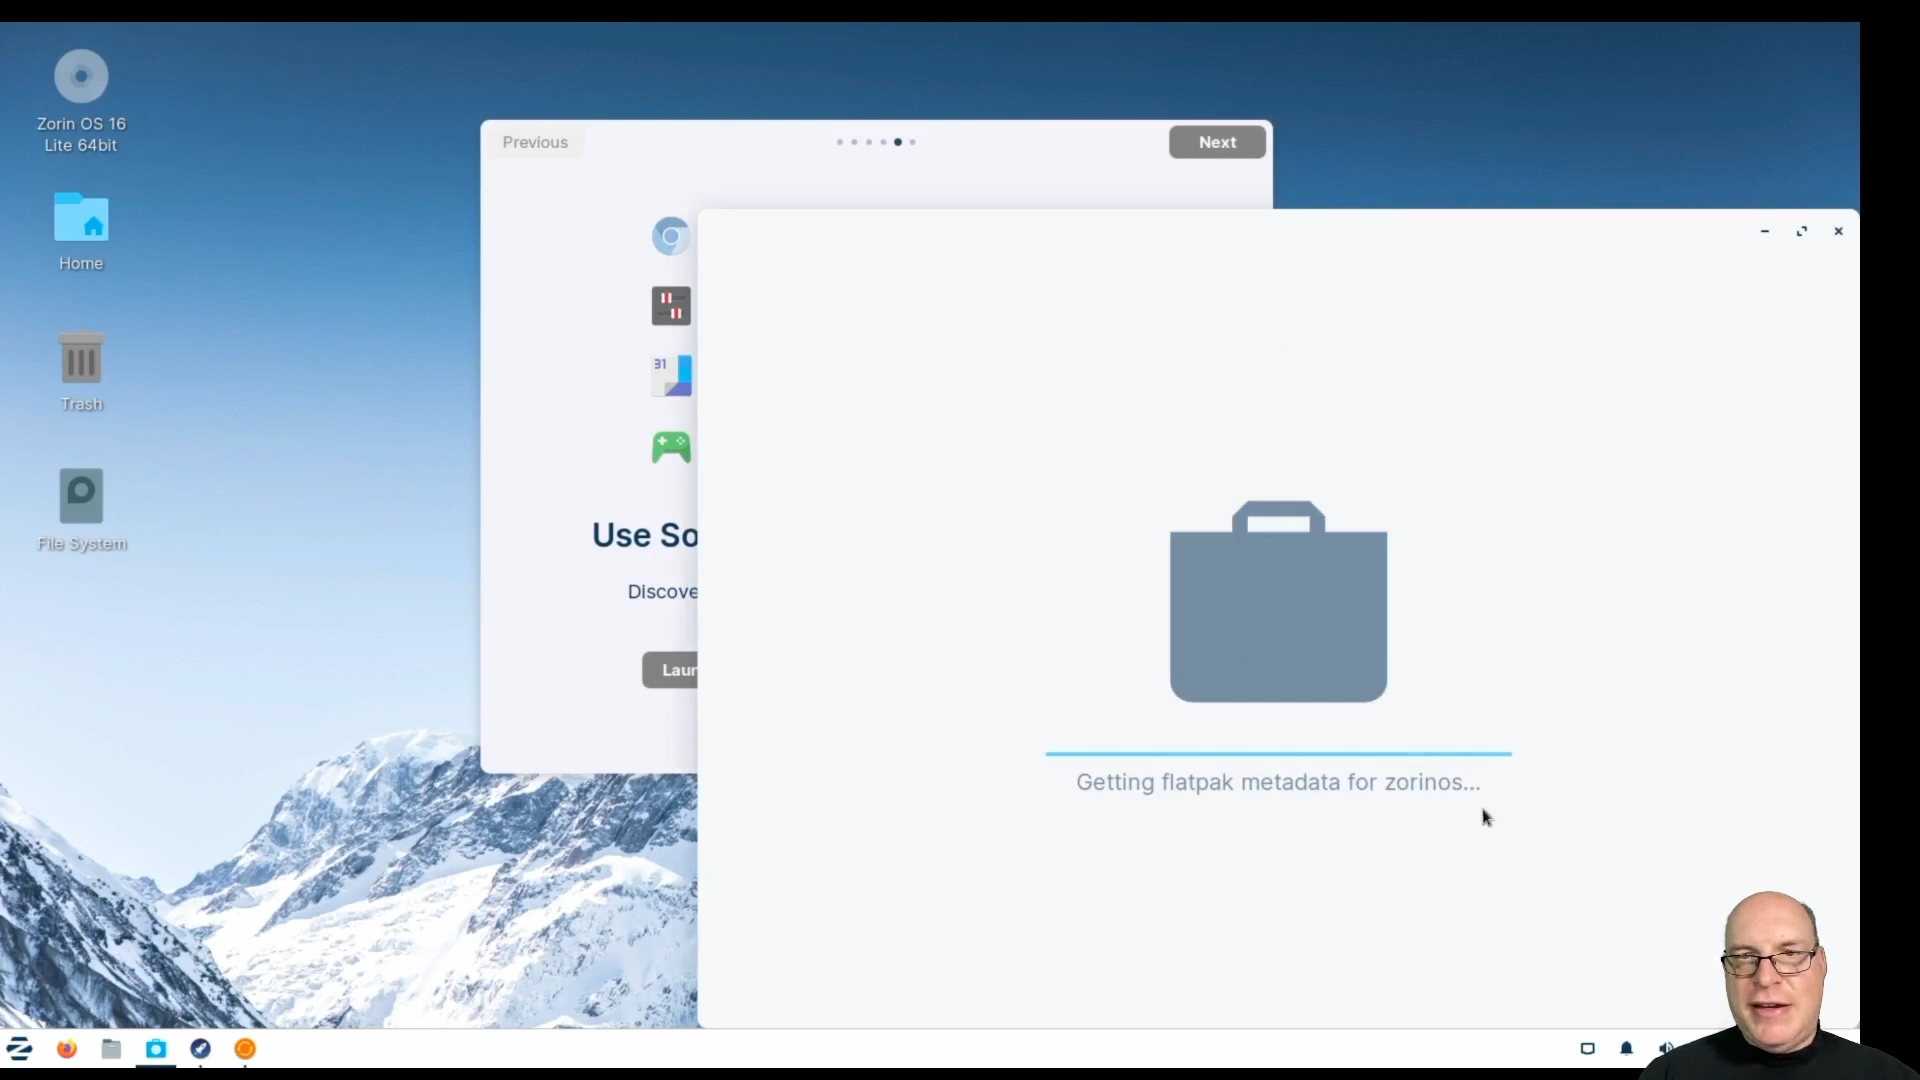 Zorin OS 16
Lite 64bit
Home
Trash
File System
Previous
Next
31
Use So
Discove
Laun
Getting flatpak metadata for zorinos...